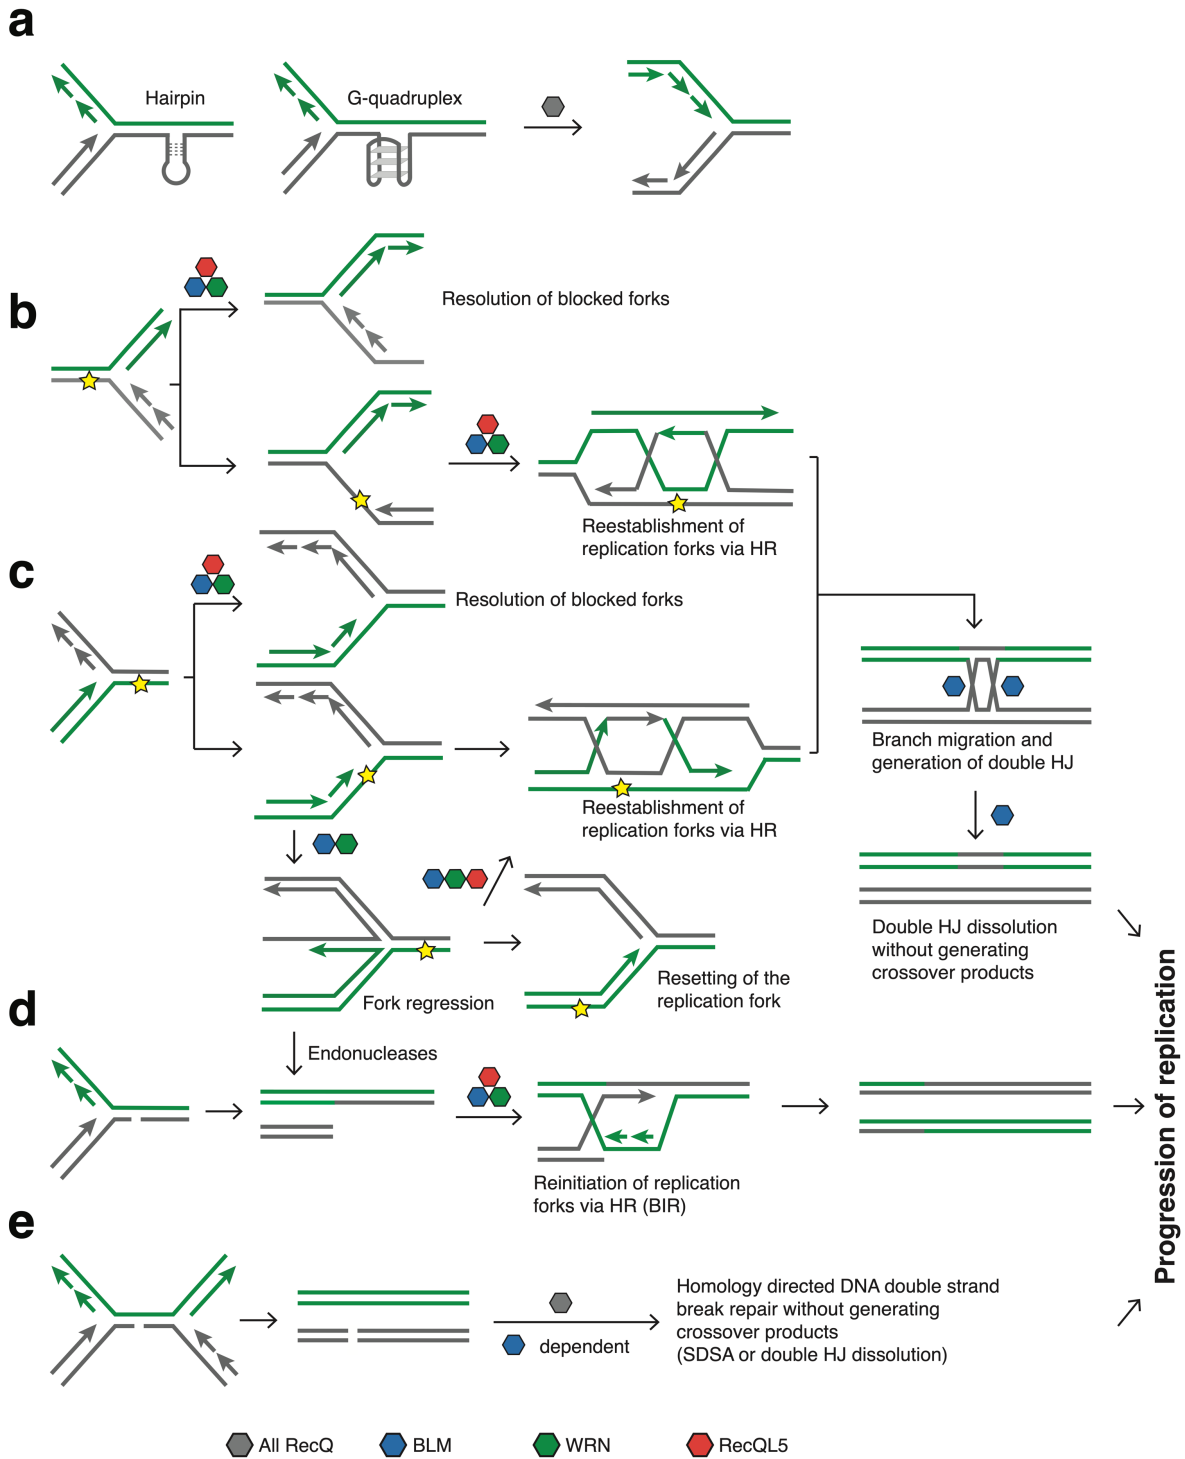 a
Hairpin
G-quadruplex
b
Resolution of blocked forks
Reestablishment of
replication forks via HR
c
Resolution of blocked forks
Reestablishment of
replication forks via HR
Branch migration and
generation of double HJ
Double HJ dissolution
without generating
crossover products
Fork regression
Resetting of the
replication fork
d
Endonucleases
Reinitiation of replication
forks via HR (BIR)
Progression of replication
e
dependent
Homology directed DNA double strand
break repair without generating
crossover products
(SDSA or double HJ dissolution)
All RecQ
BLM
WRN
RecQL5